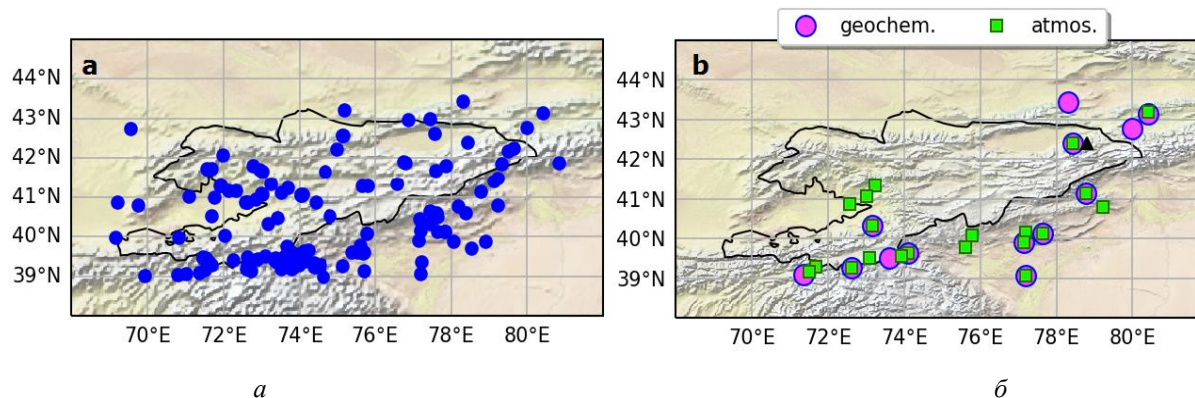 geochem. atmos.
a b
44°N 44°N
43°N 43°N
42°N 42°N
41°N 41°N
40°N 40°N
39°N 39°N
70°E 72°E 74°E 76°E 78°E 80°E 70°E 72°E 74°E 76°E 78°E 80°E
а б